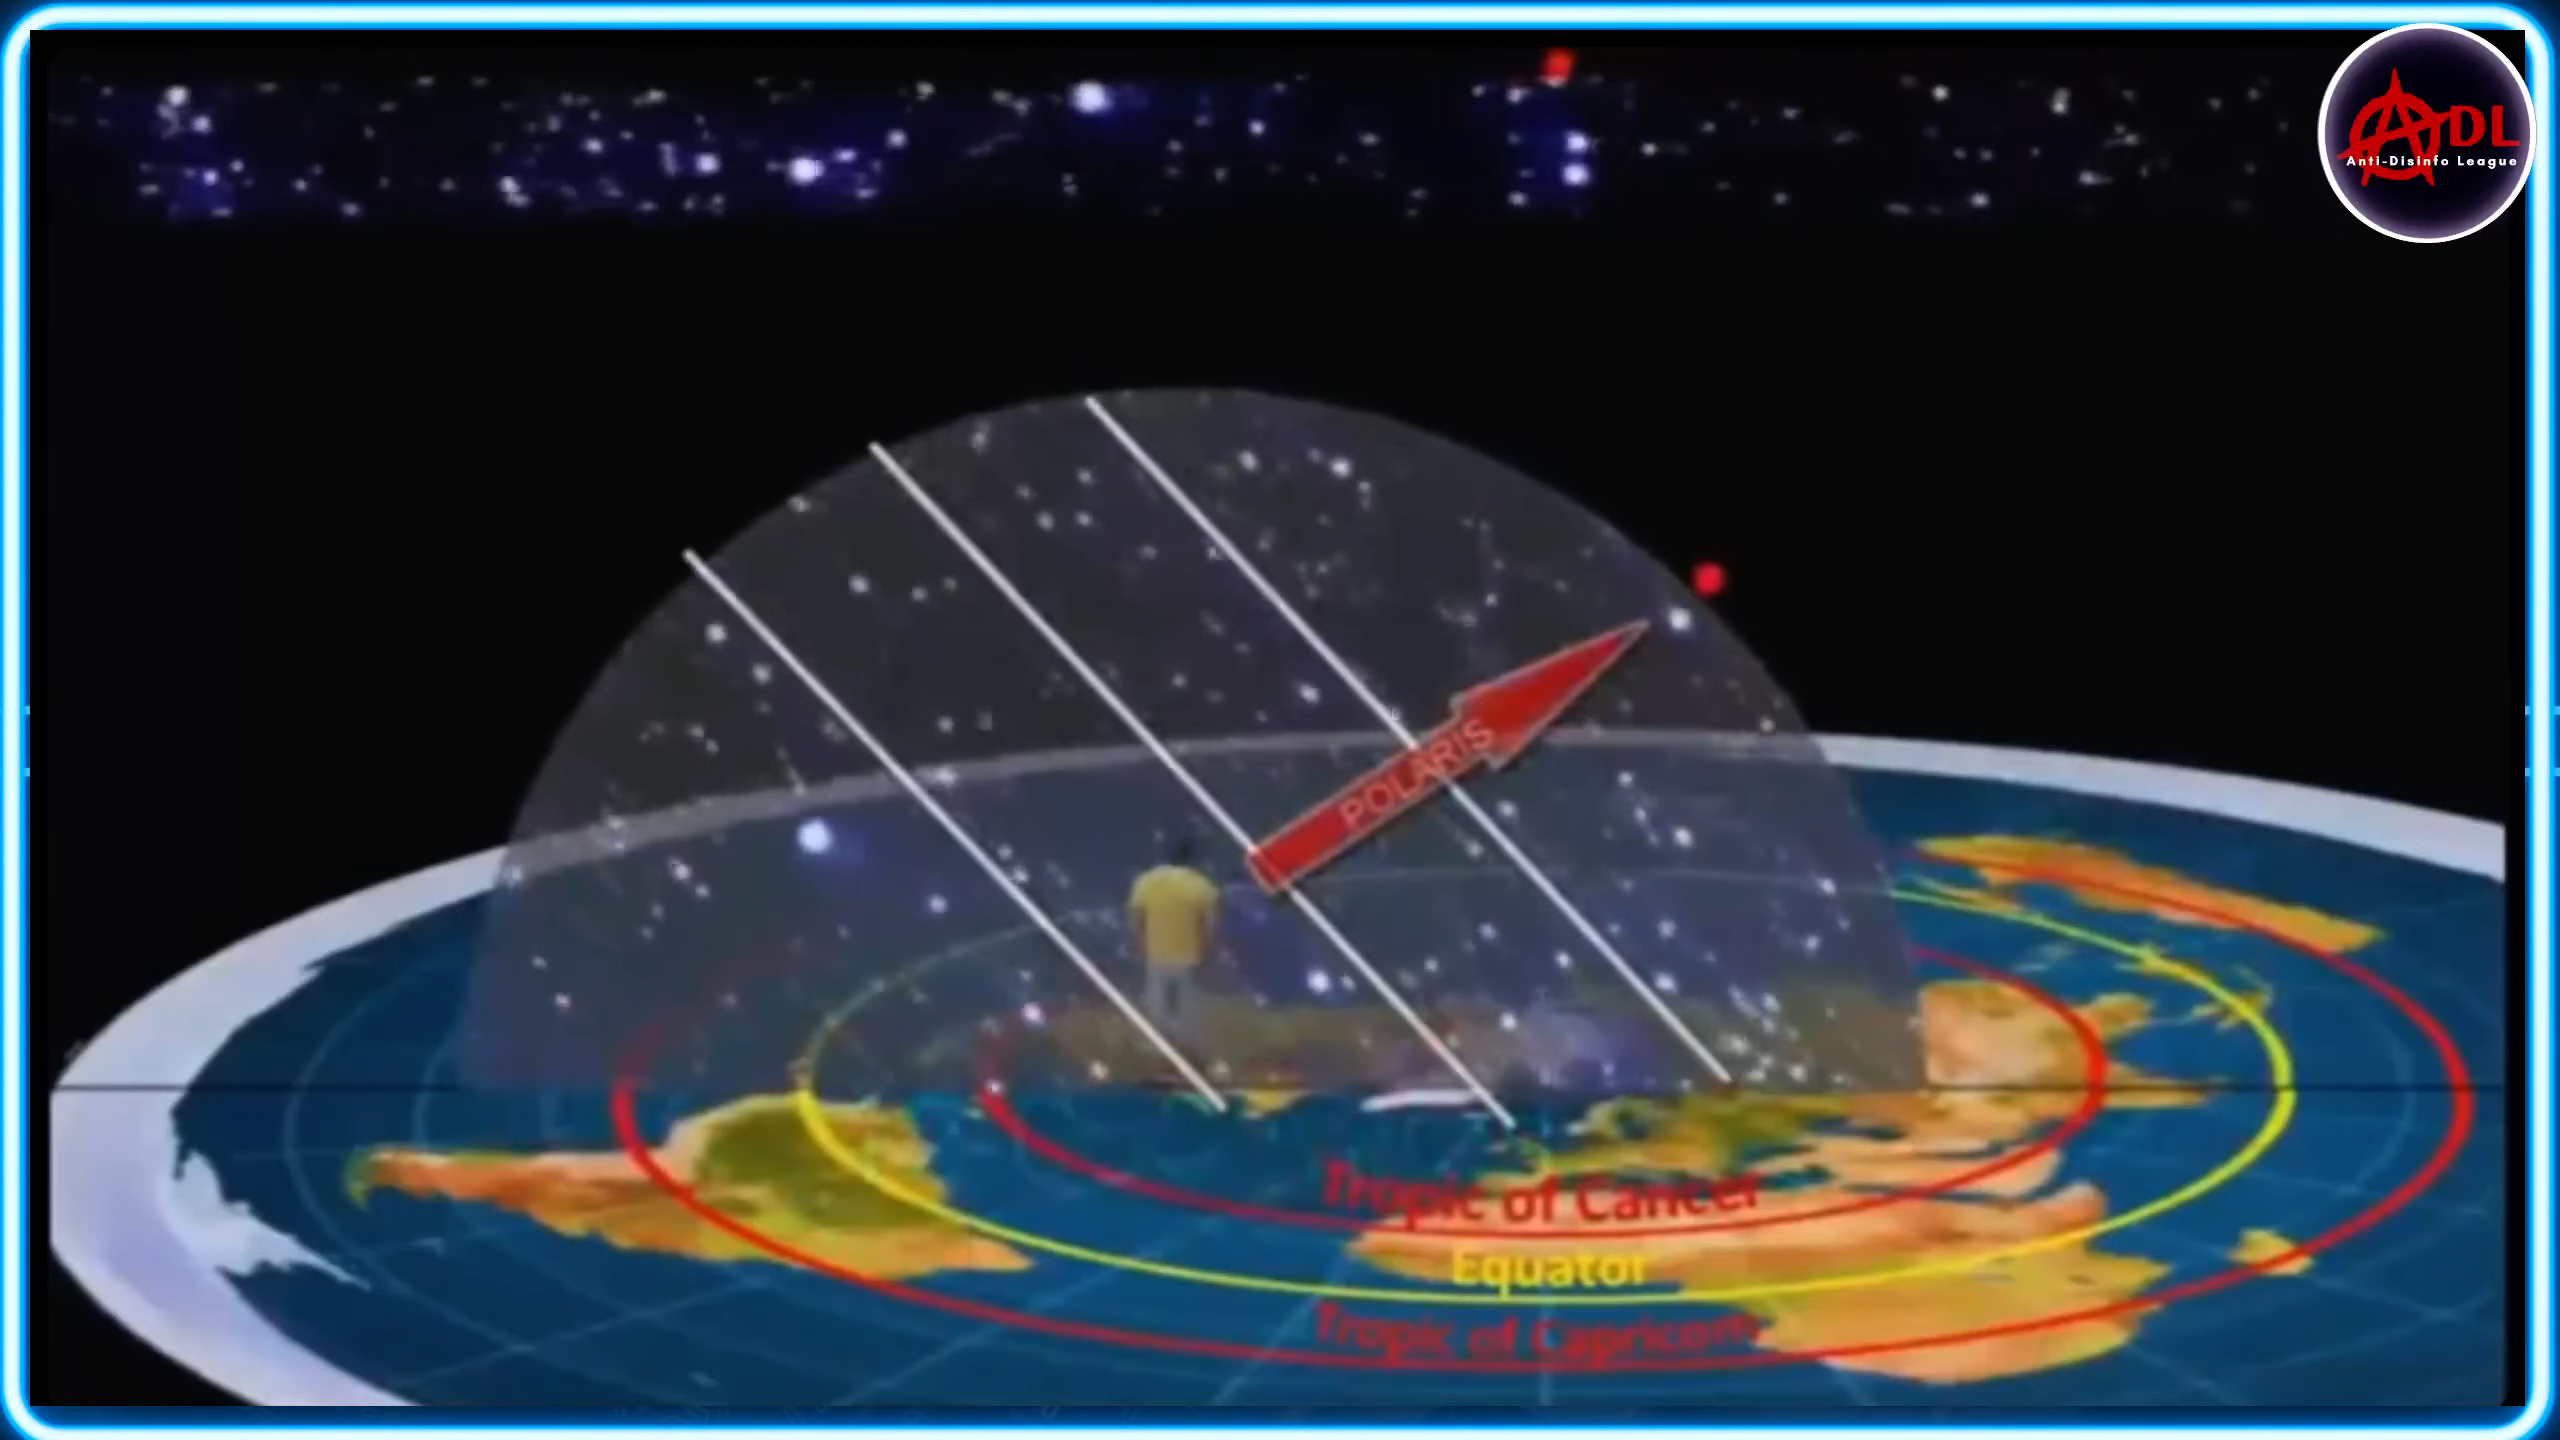 ADL
Anti-Disinfo League
POLARIS
Tropic of Cancer
Equator
Tropic of Capricorn